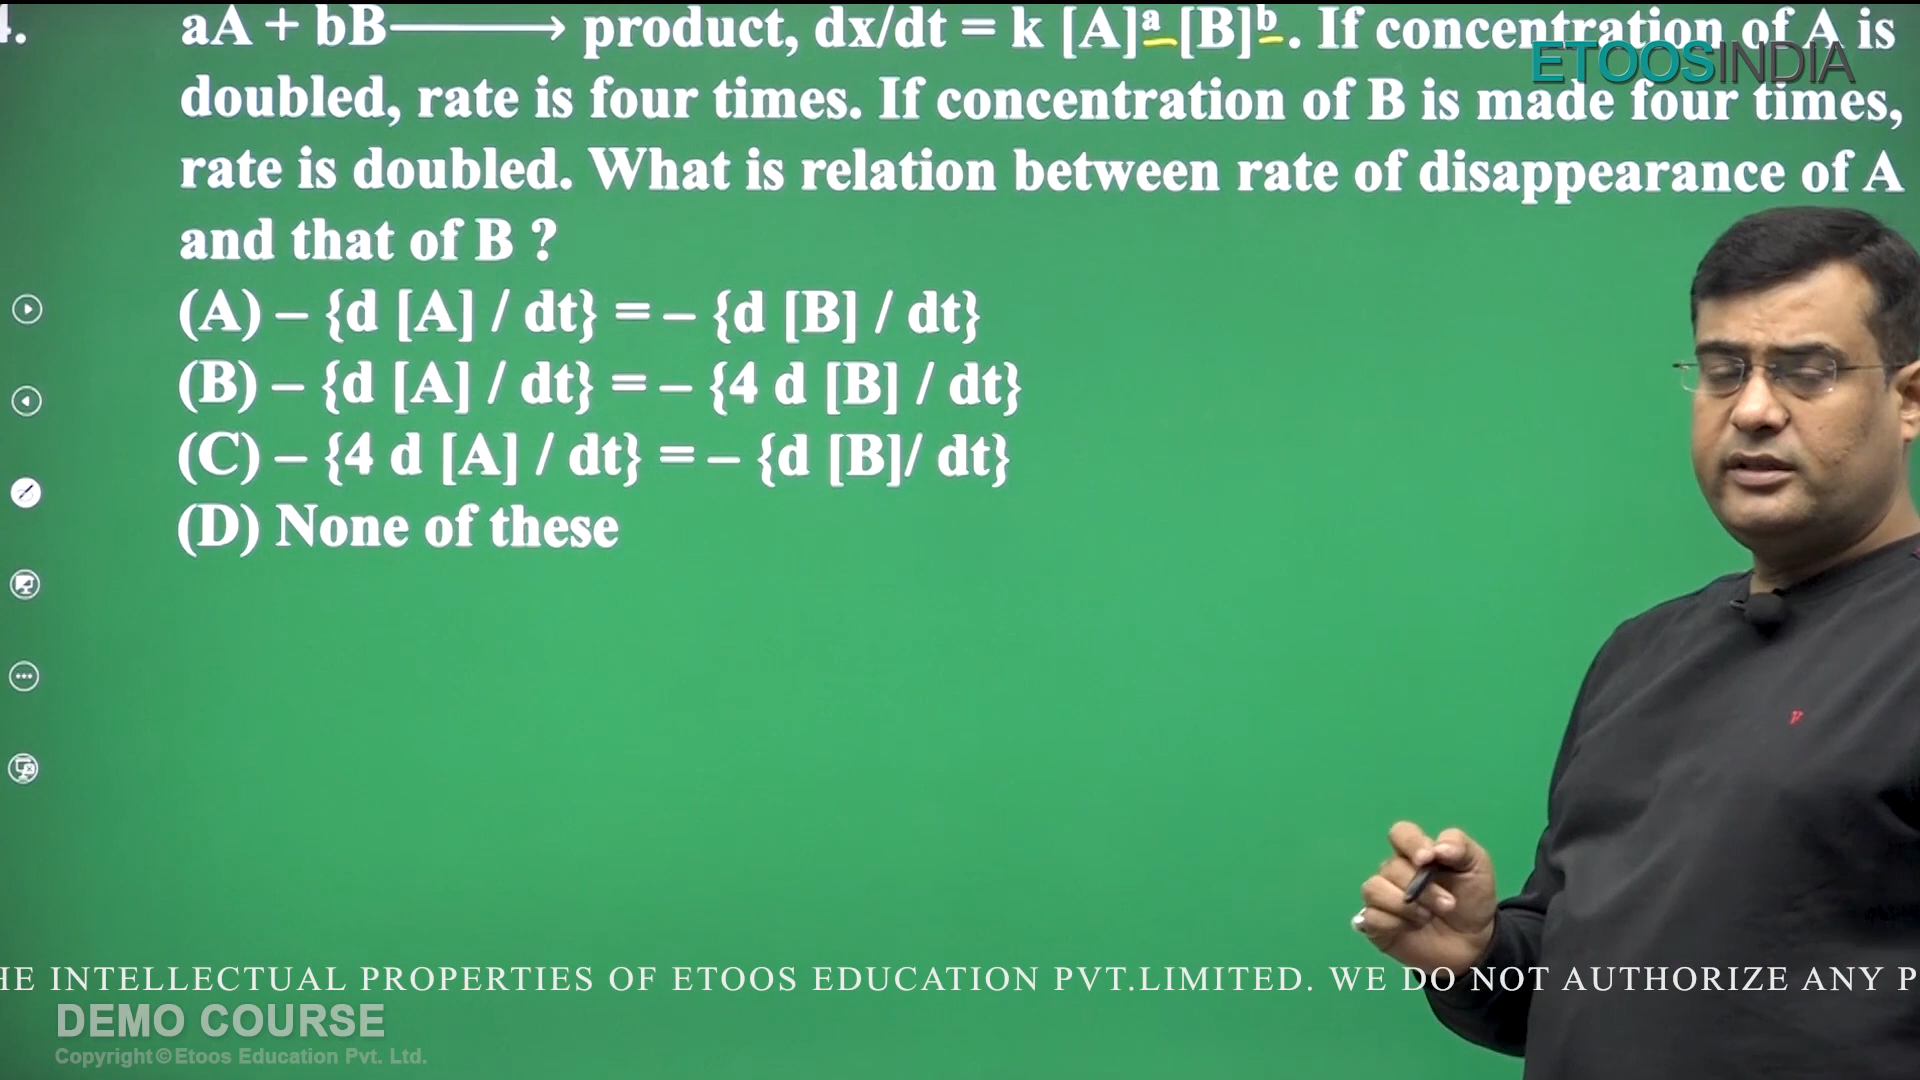 4. aA + bB ⟶ product, dx/dt = k [A]ᵃ [B]ᵇ. If concentration of A is
ETOOSINDIA
doubled, rate is four times. If concentration of B is made four times,
rate is doubled. What is relation between rate of disappearance of A
and that of B ?
(A) – {d [A] / dt} = – {d [B] / dt}
(B) – {d [A] / dt} = – {4 d [B] / dt}
(C) – {4 d [A] / dt} = – {d [B]/ dt}
(D) None of these
HE INTELLECTUAL PROPERTIES OF ETOOS EDUCATION PVT.LIMITED. WE DO NOT AUTHORIZE ANY P
DEMO COURSE
Copyright © Etoos Education Pvt. Ltd.